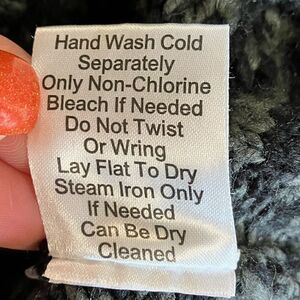 Hand Wash Cold
Separately
Only Non-Chlorine
Bleach If Needed
Do Not Twist
Or Wring
Lay Flat To Dry
Steam Iron Only
If Needed
Can Be Dry
Cleaned